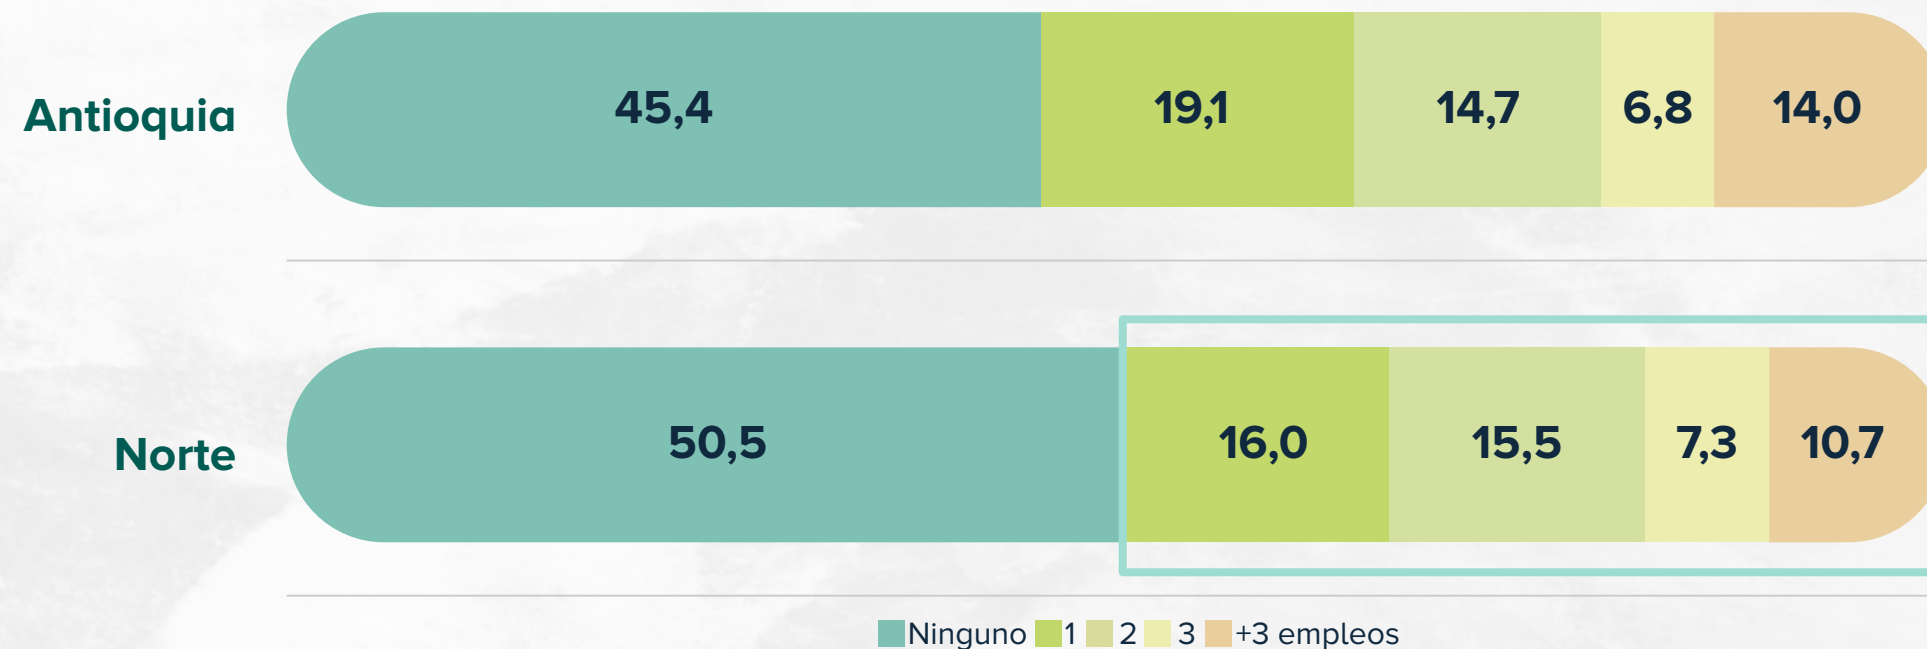 Antioquia 45,4 19,1 14,7 6,8 14,0
Norte 50,5 16,0 15,5 7,3 10,7
Ninguno 1 2 3 +3 empleos